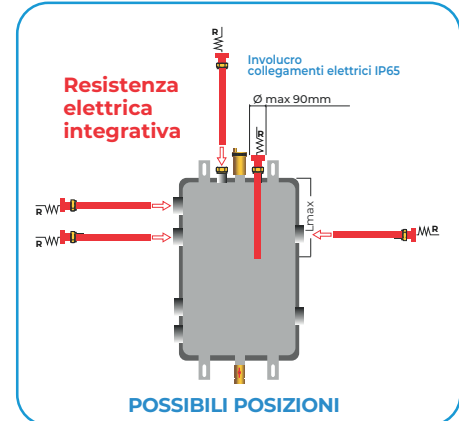 R
Involucro
collegamenti elettrici IP65
Resistenza
elettrica
integrativa
Ø max 90mm
R
Lmax
R
R
R
POSSIBILI POSIZIONI